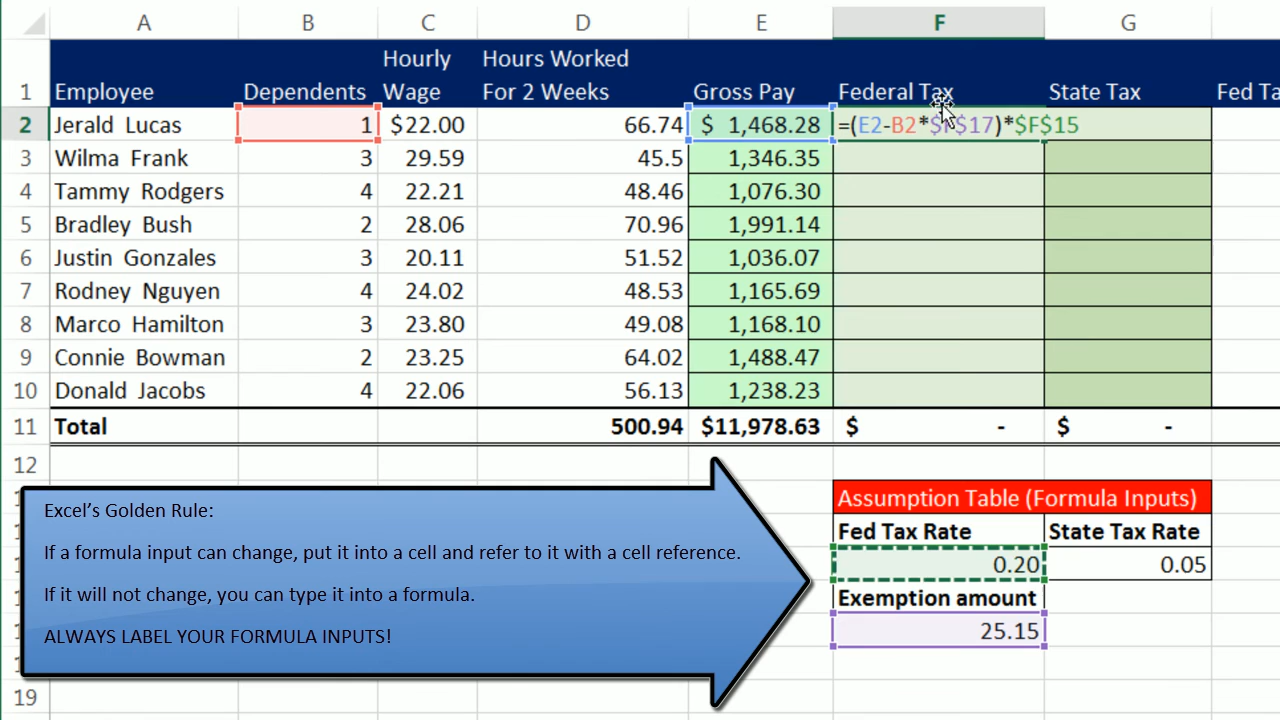 A B C D E F G
1 Employee Dependents Hourly Wage Hours Worked For 2 Weeks Gross Pay Federal Tax State Tax Fed Ta
2 Jerald Lucas 1 $22.00 66.74 $ 1,468.28 =(E2-B2*$F$17)*$F$15
3 Wilma Frank 3 29.59 45.5 1,346.35
4 Tammy Rodgers 4 22.21 48.46 1,076.30
5 Bradley Bush 2 28.06 70.96 1,991.14
6 Justin Gonzales 3 20.11 51.52 1,036.07
7 Rodney Nguyen 4 24.02 48.53 1,165.69
8 Marco Hamilton 3 23.80 49.08 1,168.10
9 Connie Bowman 2 23.25 64.02 1,488.47
10 Donald Jacobs 4 22.06 56.13 1,238.23
11 Total 500.94 $11,978.63 $ - $ -
12
Assumption Table (Formula Inputs)
Fed Tax Rate State Tax Rate
0.20 0.05
Exemption amount
25.15
Excel's Golden Rule:
If a formula input can change, put it into a cell and refer to it with a cell reference.
If it will not change, you can type it into a formula.
ALWAYS LABEL YOUR FORMULA INPUTS!
19